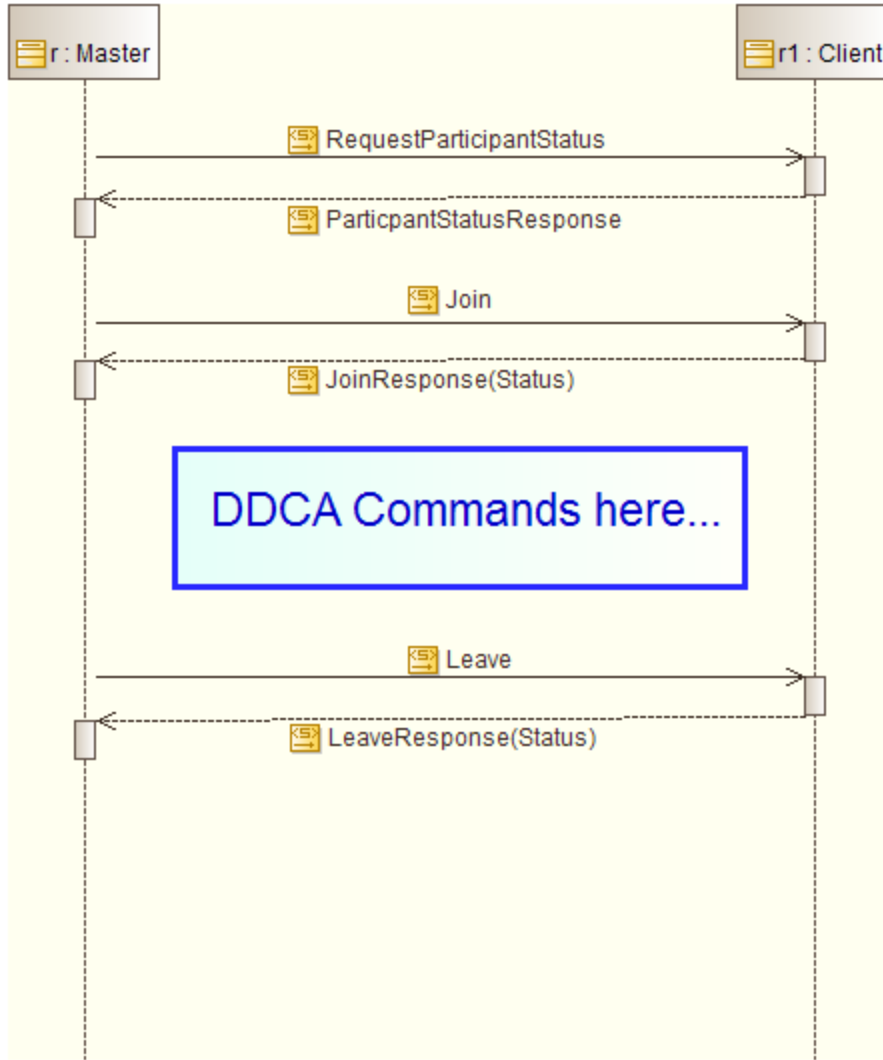 r : Master
r1 : Client
RequestParticipantStatus
ParticpantStatusResponse
Join
JoinResponse(Status)
DDCA Commands here...
Leave
LeaveResponse(Status)